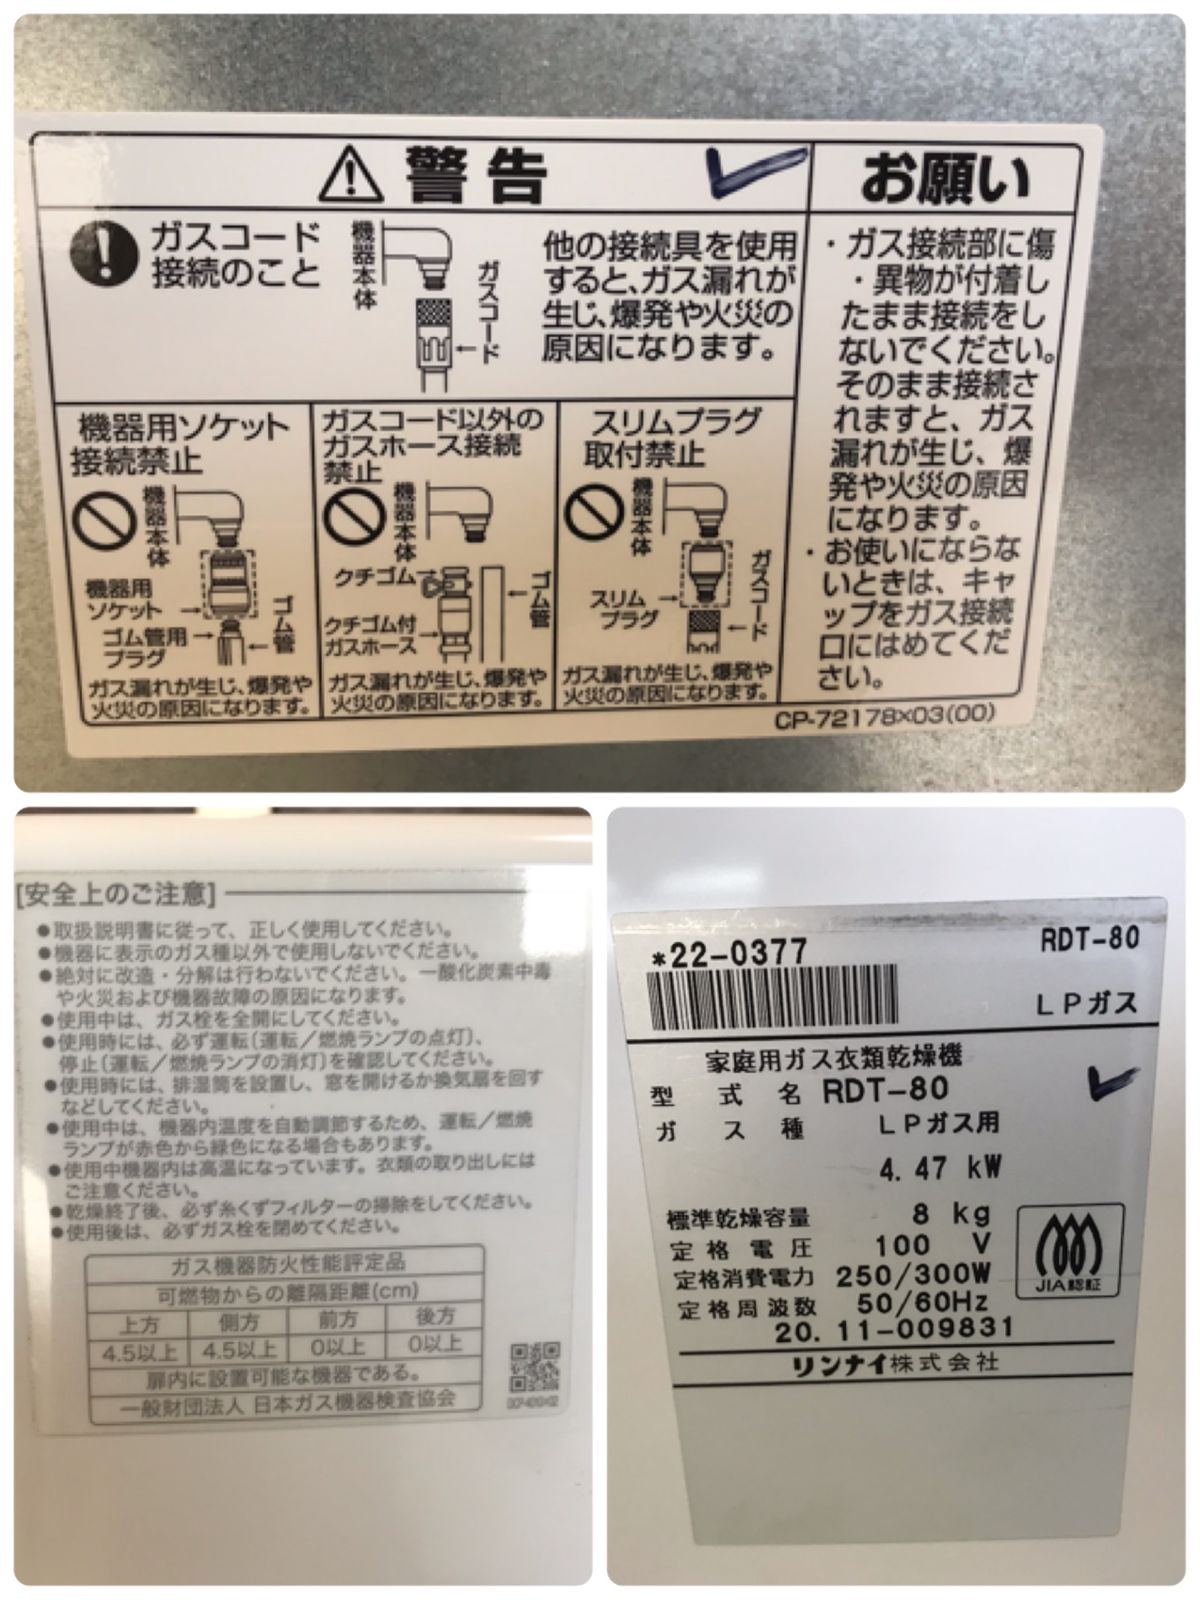 警告
お願い
ガスコード
接続のこと
機器本体
ガスコード
他の接続具を使用
すると、ガス漏れが
生じ、爆発や火災の
原因になります。
機器用ソケット
接続禁止
機器本体
機器用
ソケット
ゴム管用
プラグ
ゴム管
ガス漏れが生じ、爆発や
火災の原因になります。
ガスコード以外の
ガスホース接続
禁止
機器本体
クチゴム
クチゴム付
ガスホース
ゴム管
ガス漏れが生じ、爆発や
火災の原因になります。
スリムプラグ
取付禁止
機器本体
スリム
プラグ
ガスコード
ガス漏れが生じ、爆発や
火災の原因になります。
・ガス接続部に傷
・異物が付着し
たまま接続をし
ないでください。
そのまま接続さ
れますと、ガス
漏れが生じ、爆
発や火災の原因
になります。
・お使いにならな
いときは、キャ
ップをガス接続
口にはめてくだ
さい。
CP-72178×03(00)
[安全上のご注意]
●取扱説明書に従って、正しく使用してください。
●機器に表示のガス種以外で使用しないでください。
●絶対に改造・分解は行わないでください。一酸化炭素中毒
や火災および機器故障の原因になります。
●使用中は、ガス栓を全開にしてください。
●使用時には、必ず運転〔運転／燃焼ランプの点灯〕、
停止〔運転／燃焼ランプの消灯〕を確認してください。
●使用時には、排湿筒を設置し、窓を開けるか換気扇を回す
などしてください。
●使用中は、機器内温度を自動調節するため、運転／燃焼
ランプが赤色から緑色になる場合もあります。
●使用中機器内は高温になっています。衣類の取り出しには
ご注意ください。
●乾燥終了後、必ず糸くずフィルターの掃除をしてください。
●使用後は、必ずガス栓を閉めてください。
ガス機器防火性能評定品
可燃物からの離隔距離(cm)
上方 側方 前方 後方
4.5以上 4.5以上 0以上 0以上
扉内に設置可能な機器である。
一般財団法人 日本ガス機器検査協会
*22-0377
RDT-80
LPガス
家庭用ガス衣類乾燥機
型式名 RDT-80
ガス種 LPガス用
4.47 kW
標準乾燥容量 8 kg
定格電圧 100 V
定格消費電力 250/300W
定格周波数 50/60Hz
JIA認証
20.11-009831
リンナイ株式会社